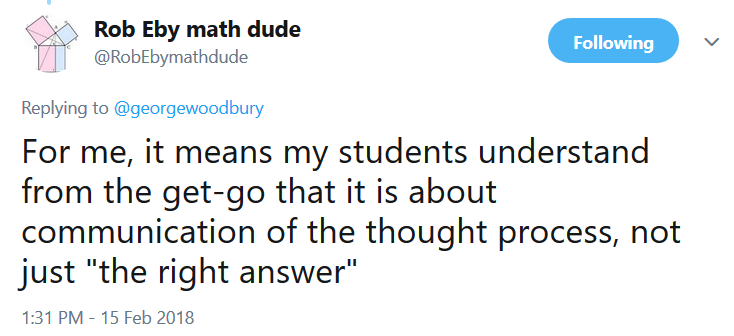 Rob Eby math dude
@RobEbymathdude
Following
Replying to @georgewoodbury
For me, it means my students understand
from the get-go that it is about
communication of the thought process, not
just "the right answer"
1:31 PM - 15 Feb 2018